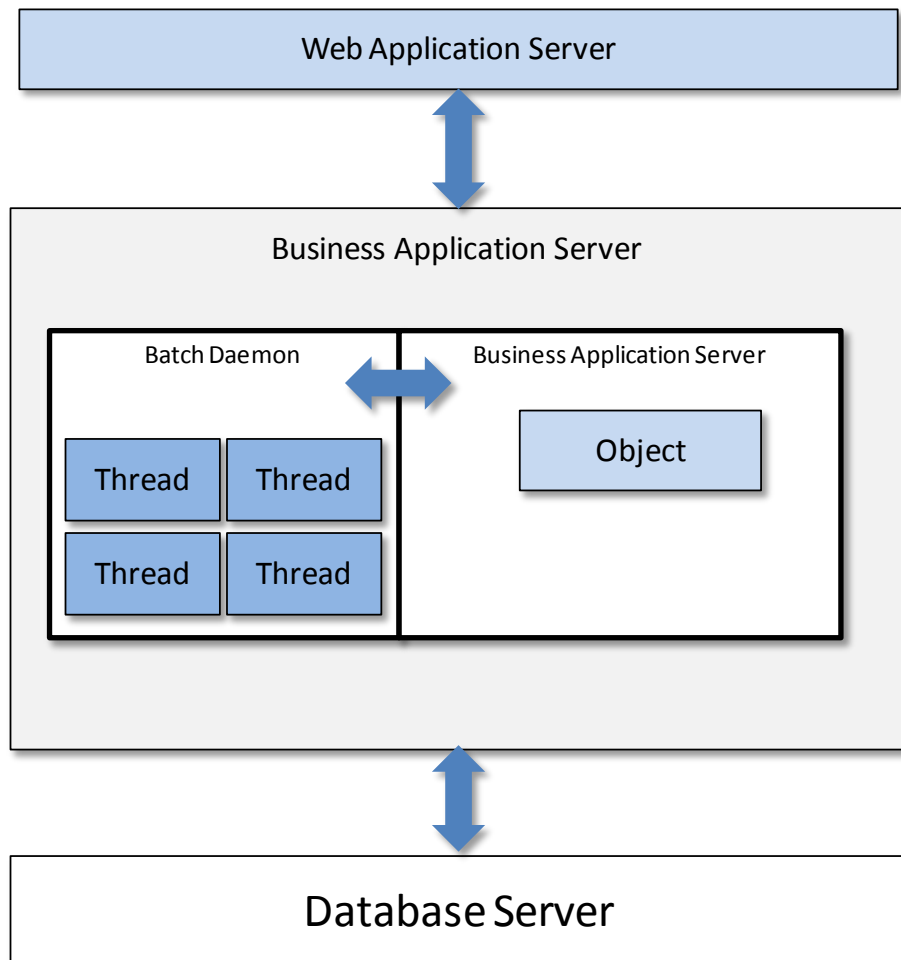 Web Application Server
Business Application Server
Batch Daemon
Business Application Server
Object
Thread
Thread
Thread
Thread
Database Server